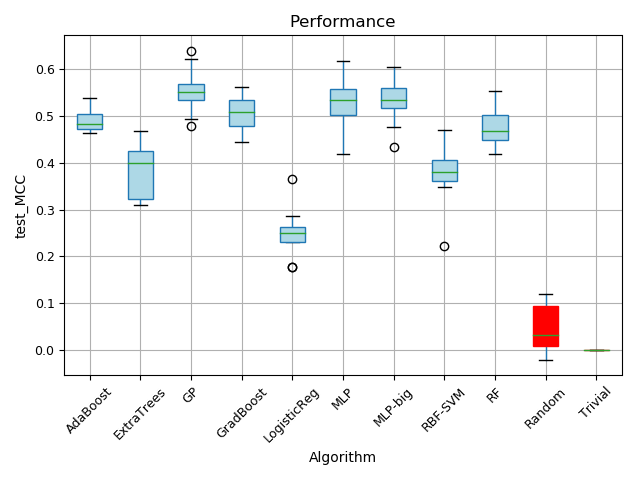 Performance
test_MCC
0.6
0.5
0.4
0.3
0.2
0.1
0.0
AdaBoost
ExtraTrees
GP
GradBoost
LogisticReg
MLP
MLP-big
RBF-SVM
RF
Random
Trivial
Algorithm